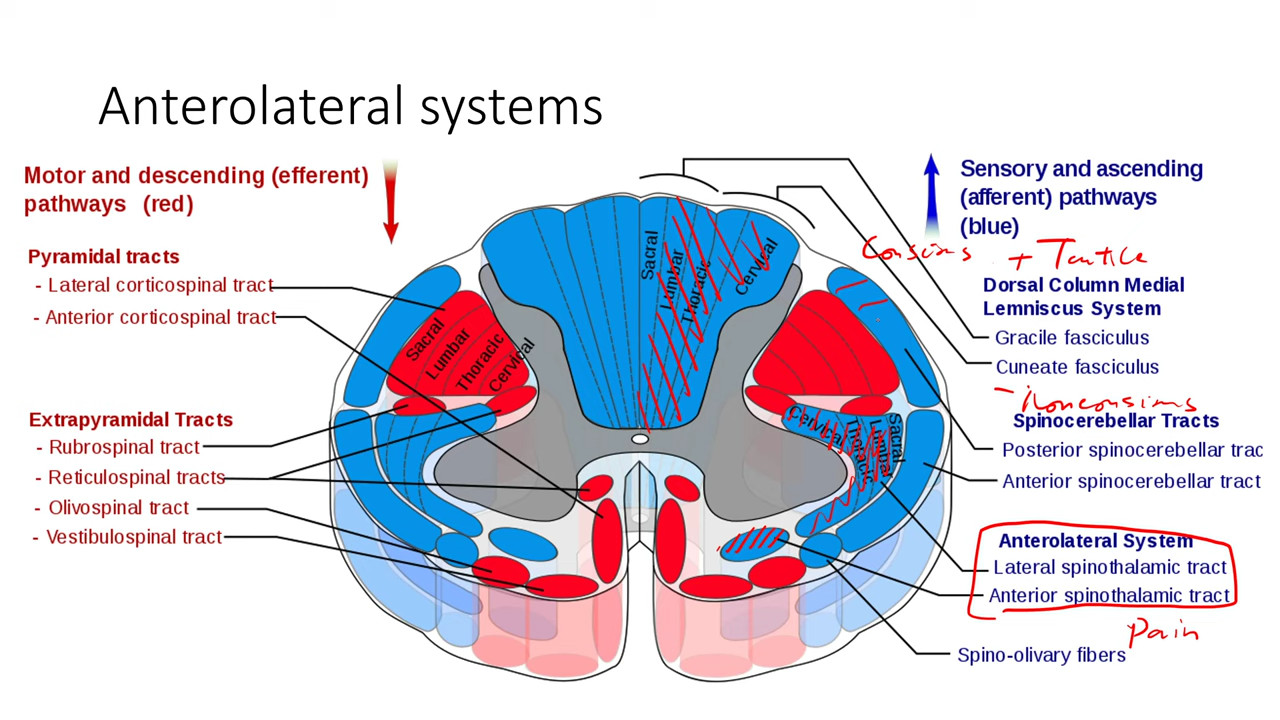 Anterolateral systems
Motor and descending (efferent)
pathways (red)
Pyramidal tracts
- Lateral corticospinal tract
- Anterior corticospinal tract
Extrapyramidal Tracts
- Rubrospinal tract
- Reticulospinal tracts
- Olivospinal tract
- Vestibulospinal tract
Sacral
Lumbar
Thoracic
Cervical
Sacral
Lumbar
Thoracic
Cervical
Cervical
Thoracic
Lumbar
Sacral
Sensory and ascending
(afferent) pathways
(blue)
+ Tactile
Dorsal Column Medial
Lemniscus System
Gracile fasciculus
Cuneate fasciculus
Spinocerebellar Tracts
Posterior spinocerebellar trac
Anterior spinocerebellar tract
Anterolateral System
Lateral spinothalamic tract
Anterior spinothalamic tract
pain
Spino-olivary fibers